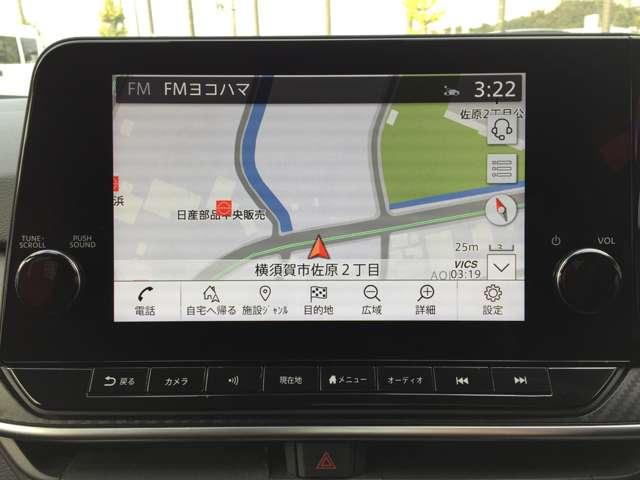 FM FMヨコハマ 3:22
佐原2丁目公
浜
日産部品中央販売
25m
横須賀市佐原2丁目
VICS
03:19
TUNE・SCROLL
PUSH SOUND
VOL
電話 自宅へ帰る 施設ｼﾞｬﾝﾙ 目的地 広域 詳細 設定
戻る カメラ 現在地 メニュー オーディオ